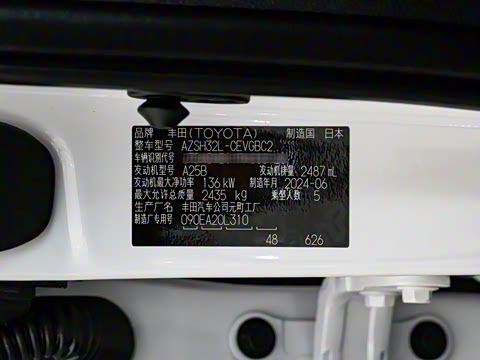 品牌 丰田(TOYOTA) 制造国 日本
整车型号 AZSH32L-CEVGBC2
车辆识别代号
发动机型号 A25B 发动机排量 2487 mL
发动机最大净功率 136 kW 制造年月 2024-06
最大允许总质量 2435 kg 乘坐人数 5
生产厂名 丰田汽车公司元町工厂
制造厂专用号 090EA20L310
48 626